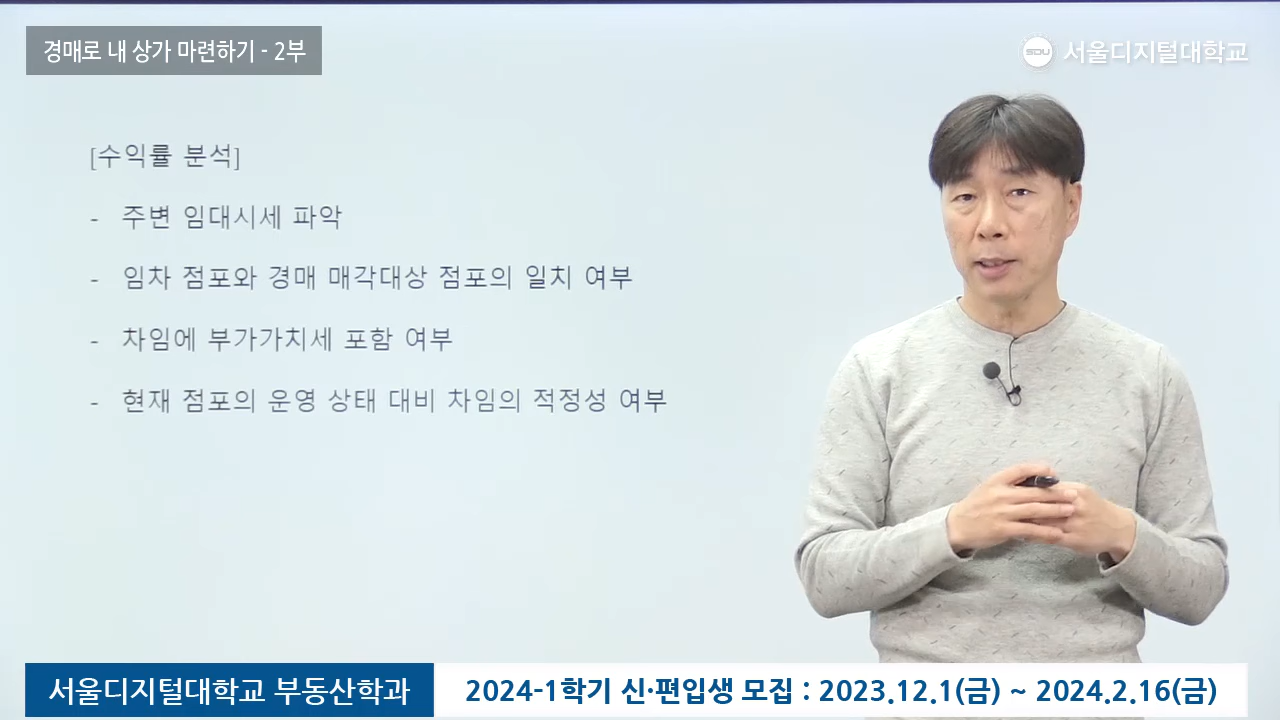 경매로 내 상가 마련하기 - 2부
SDU 서울디지털대학교
[수익률 분석]
- 주변 임대시세 파악
- 임차 점포와 경매 매각대상 점포의 일치 여부
- 차임에 부가가치세 포함 여부
- 현재 점포의 운영 상태 대비 차임의 적정성 여부
서울디지털대학교 부동산학과
2024-1학기 신·편입생 모집 : 2023.12.1(금) ~ 2024.2.16(금)